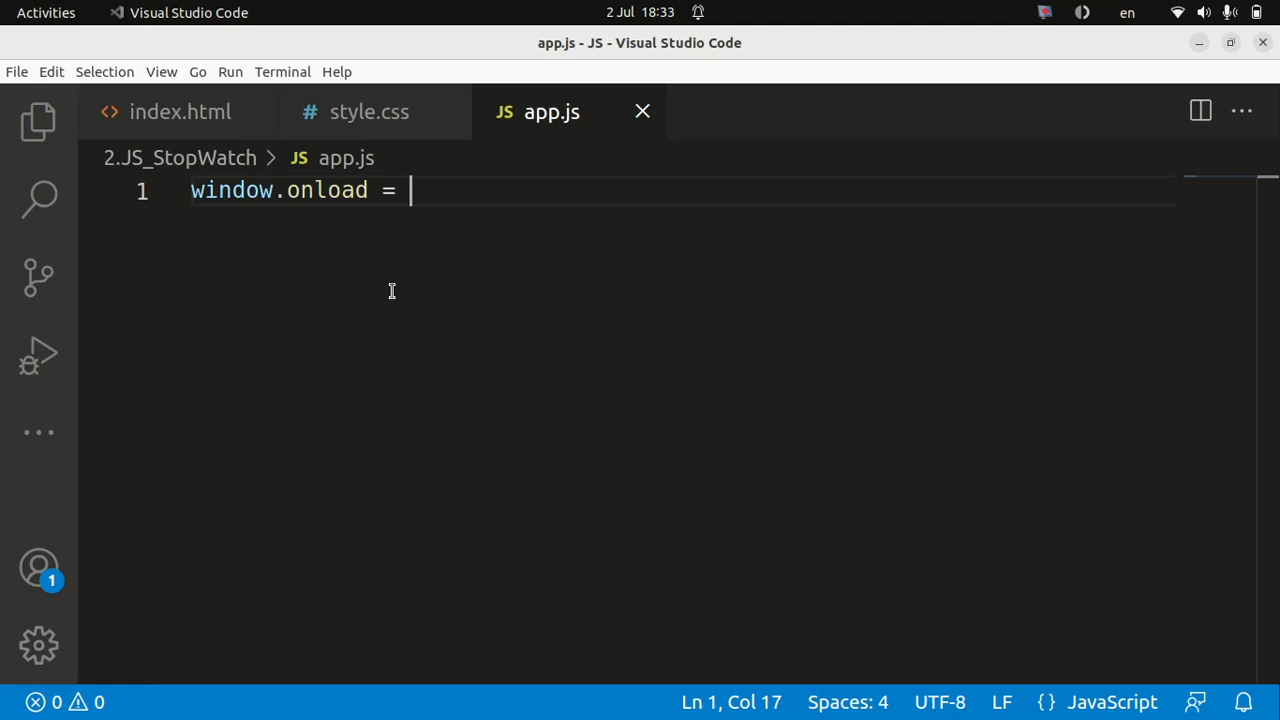 Activities Visual Studio Code 2 Jul 18:33 en
app.js - JS - Visual Studio Code
File Edit Selection View Go Run Terminal Help
<> index.html # style.css JS app.js
2.JS_StopWatch > JS app.js
1 window.onload =
1
0 0 Ln 1, Col 17 Spaces: 4 UTF-8 LF {} JavaScript